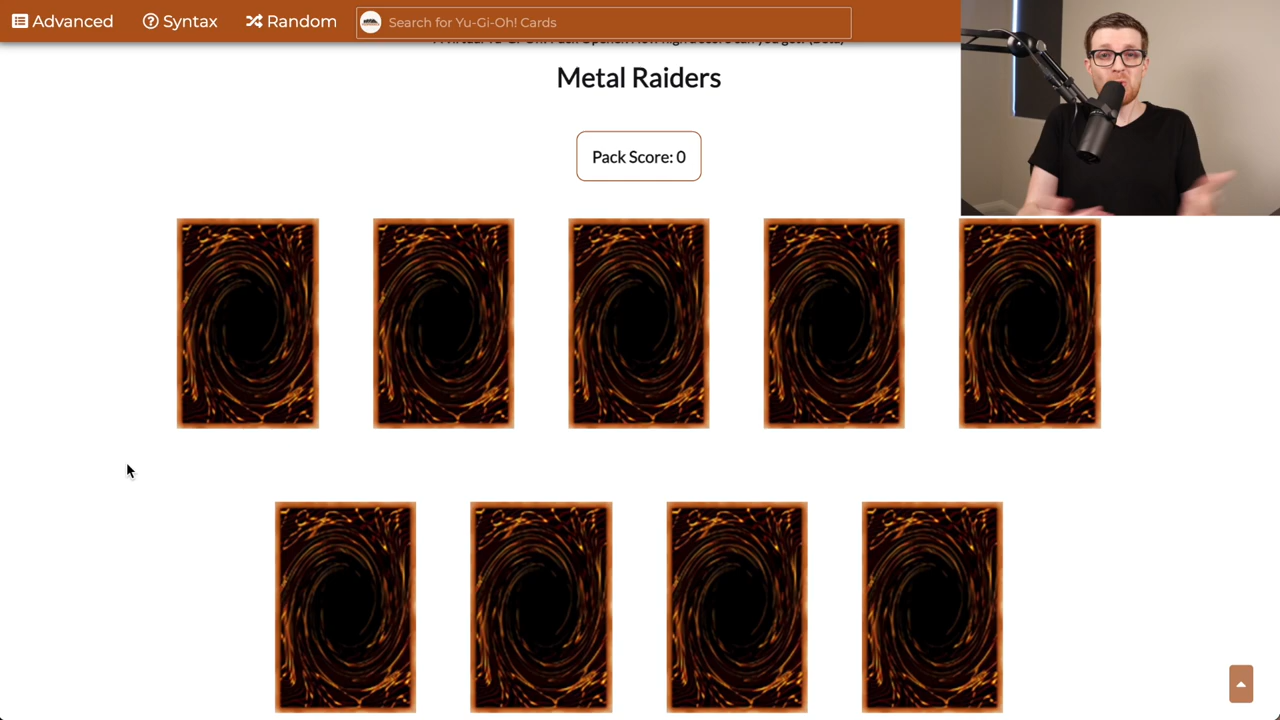 Advanced
Syntax
Random
Search for Yu-Gi-Oh! Cards
Metal Raiders
Pack Score: 0